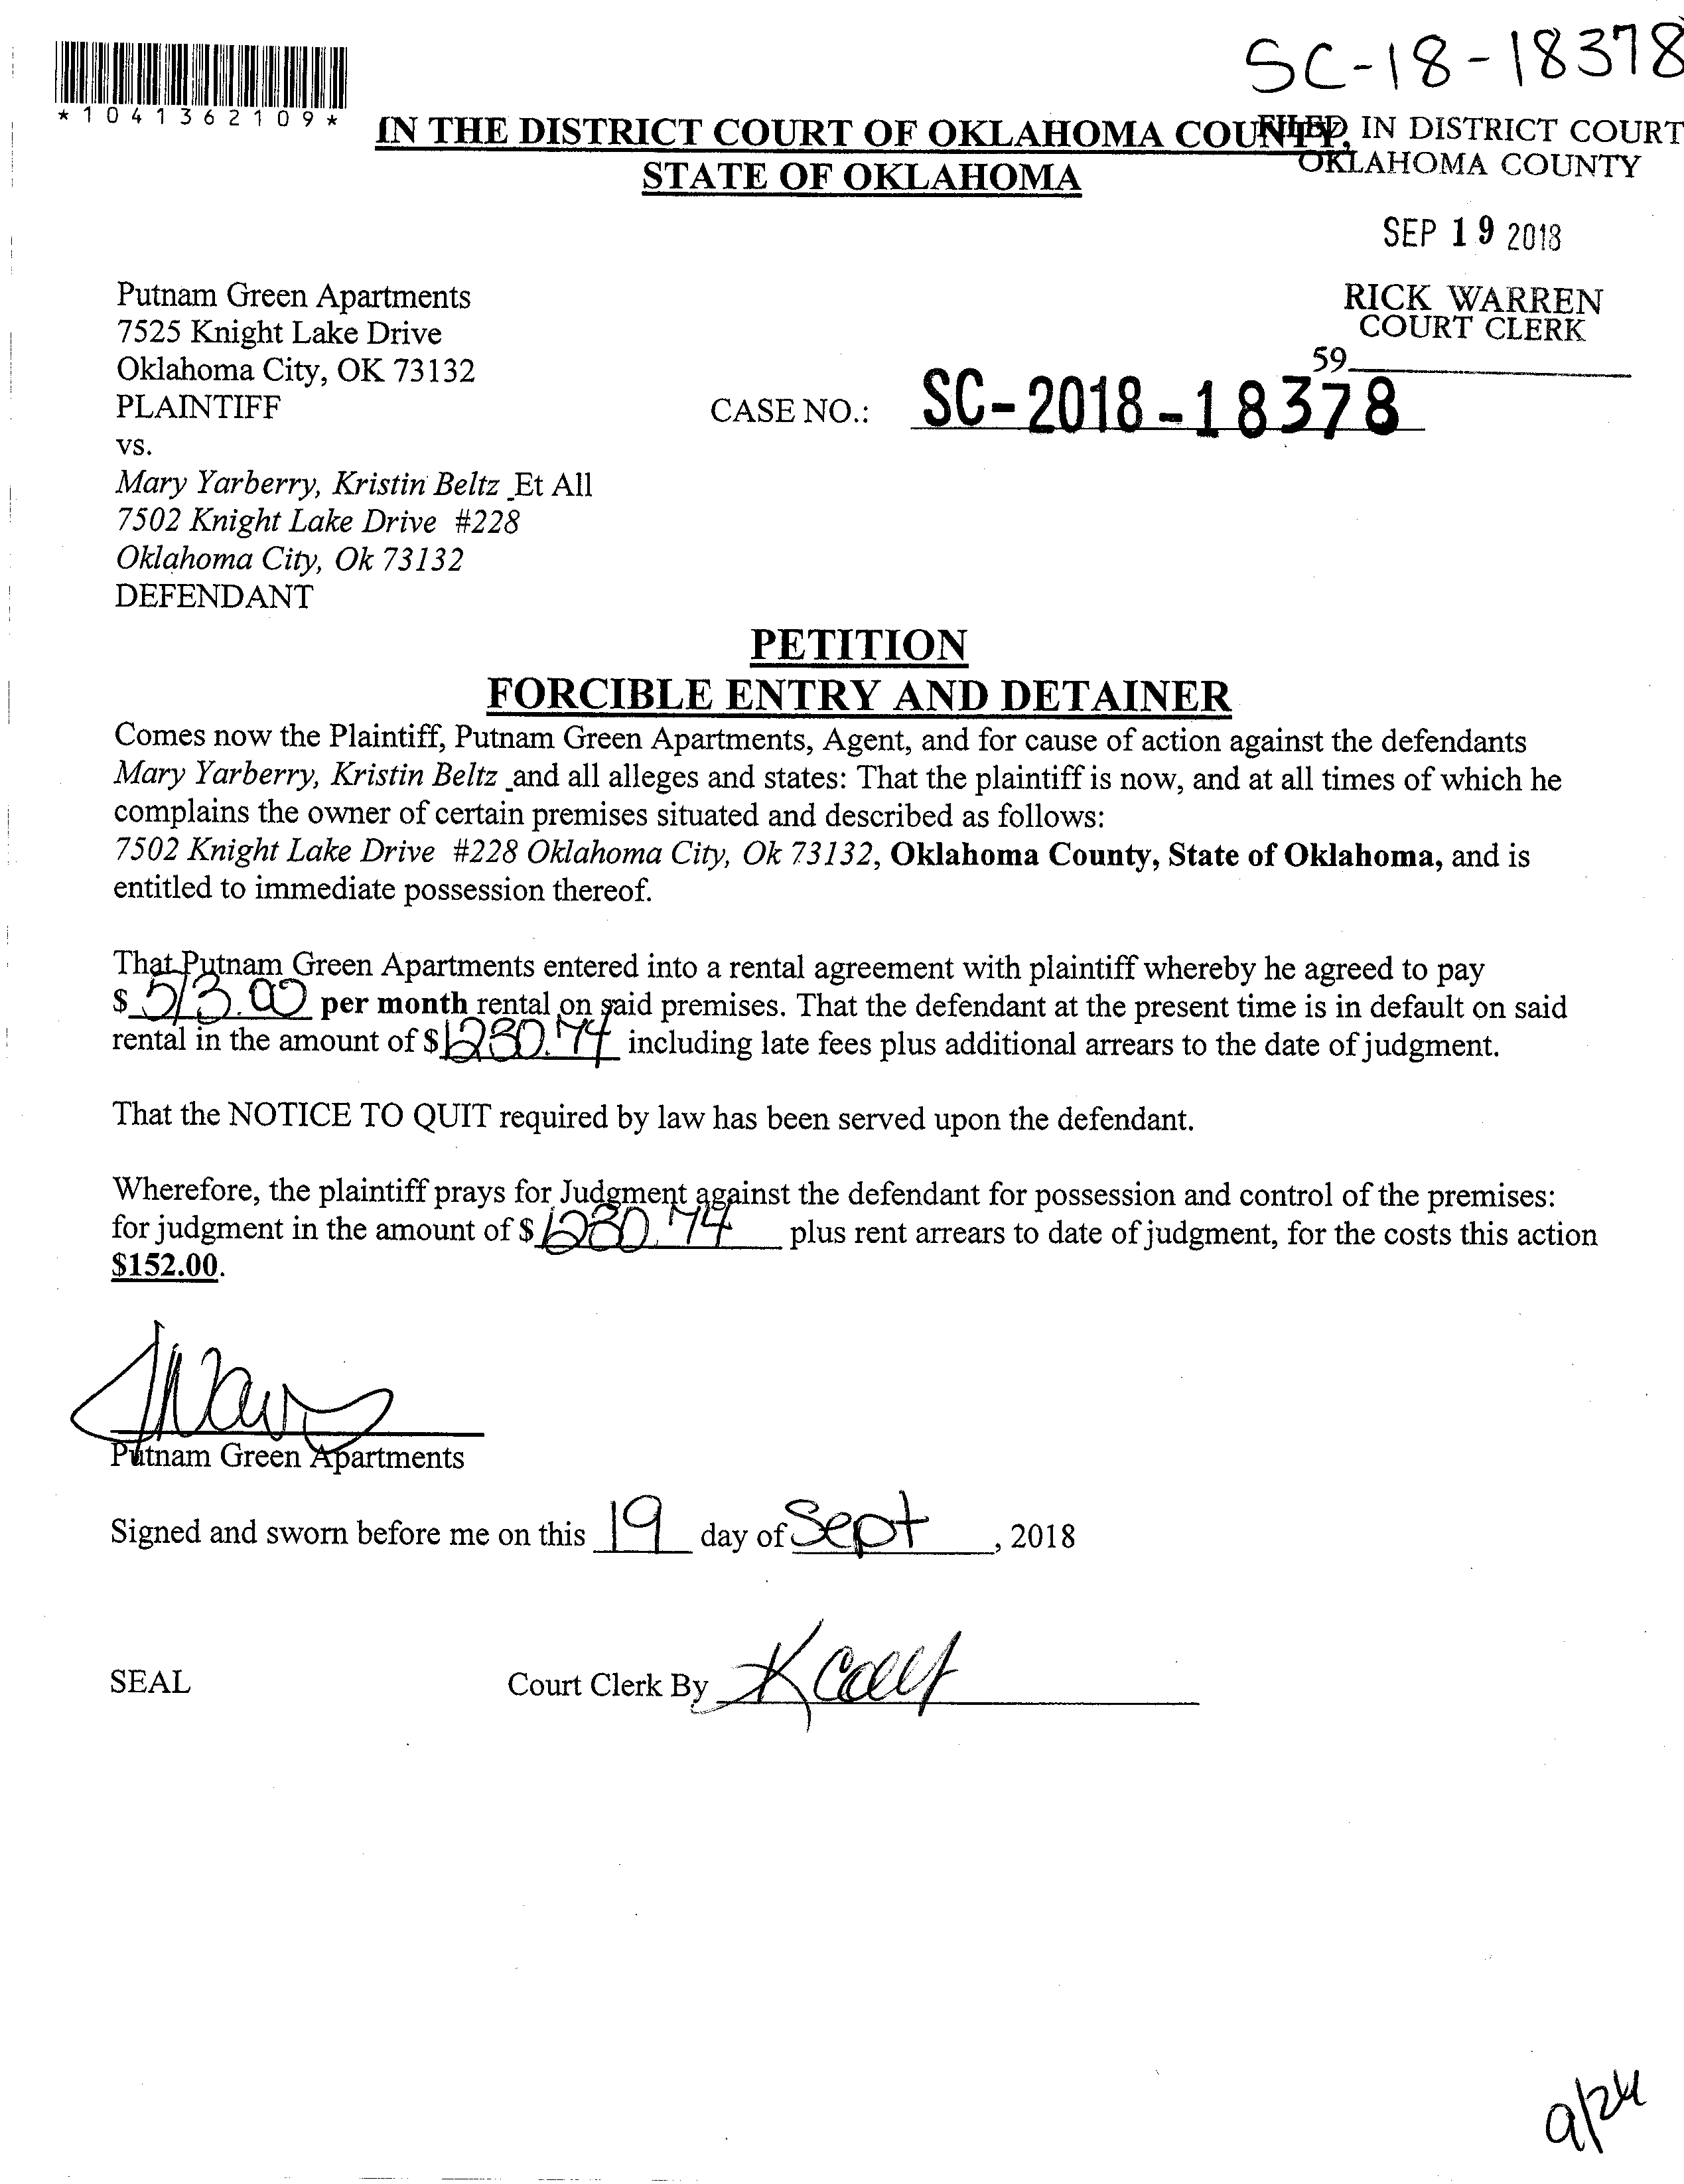 SC-18-18378
*1041362109*
IN THE DISTRICT COURT OF OKLAHOMA COUNTY,
STATE OF OKLAHOMA
FILED IN DISTRICT COURT
OKLAHOMA COUNTY
SEP 19 2018
RICK WARREN
COURT CLERK
59
Putnam Green Apartments
7525 Knight Lake Drive
Oklahoma City, OK 73132
PLAINTIFF
CASE NO.: SC-2018-18378
vs.
Mary Yarberry, Kristin Beltz Et All
7502 Knight Lake Drive #228
Oklahoma City, Ok 73132
DEFENDANT
PETITION
FORCIBLE ENTRY AND DETAINER
Comes now the Plaintiff, Putnam Green Apartments, Agent, and for cause of action against the defendants
Mary Yarberry, Kristin Beltz and all alleges and states: That the plaintiff is now, and at all times of which he
complains the owner of certain premises situated and described as follows:
7502 Knight Lake Drive #228 Oklahoma City, Ok 73132, Oklahoma County, State of Oklahoma, and is
entitled to immediate possession thereof.
That Putnam Green Apartments entered into a rental agreement with plaintiff whereby he agreed to pay
$ 513.00 per month rental on said premises. That the defendant at the present time is in default on said
rental in the amount of $ 1230.74 including late fees plus additional arrears to the date of judgment.
That the NOTICE TO QUIT required by law has been served upon the defendant.
Wherefore, the plaintiff prays for Judgment against the defendant for possession and control of the premises:
for judgment in the amount of $ 1230.74 plus rent arrears to date of judgment, for the costs this action
$152.00.
Putnam Green Apartments
Signed and sworn before me on this 19 day of Sept, 2018
SEAL
Court Clerk By
9/24